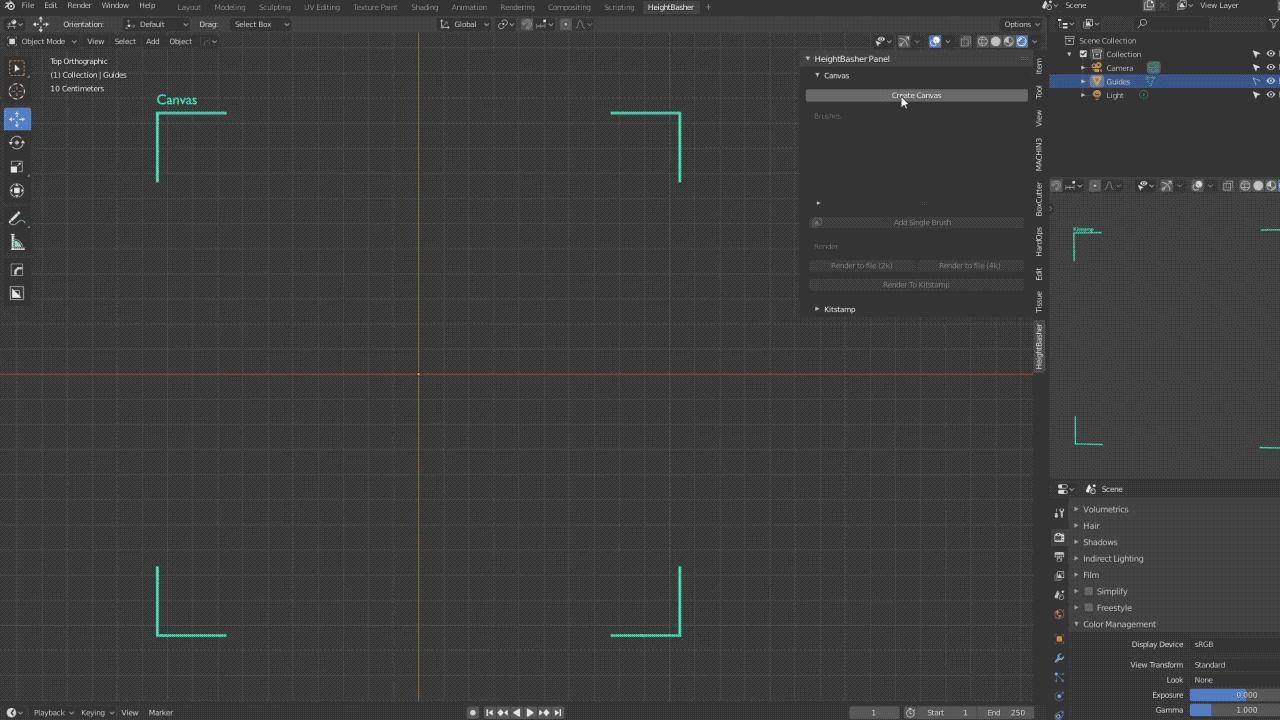 File Edit Render Window Help Layout Modeling Sculpting UV Editing Texture Paint Shading Animation Rendering Compositing Scripting HeightBasher + Scene View Layer
Orientation: Default Drag: Select Box Global Options
Object Mode View Select Add Object
Top Orthographic
(1) Collection | Guides
10 Centimeters
Canvas
HeightBasher Panel
Canvas
Create Canvas
Brushes
Add Single Brush
Render
Render to file (2k) Render to file (4k)
Render To Kitstamp
Kitstamp
Item
Tool
View
MACHIN3
BoxCutter
HardOps
Edit
Tissue
HeightBasher
Scene Collection
Collection
Camera
Guides
Light
Kitstamp
Scene
Volumetrics
Hair
Shadows
Indirect Lighting
Film
Simplify
Freestyle
Color Management
Display Device sRGB
View Transform Standard
Look None
Exposure 0.000
Gamma 1.000
Playback Keying View Marker 1 Start 1 End 250